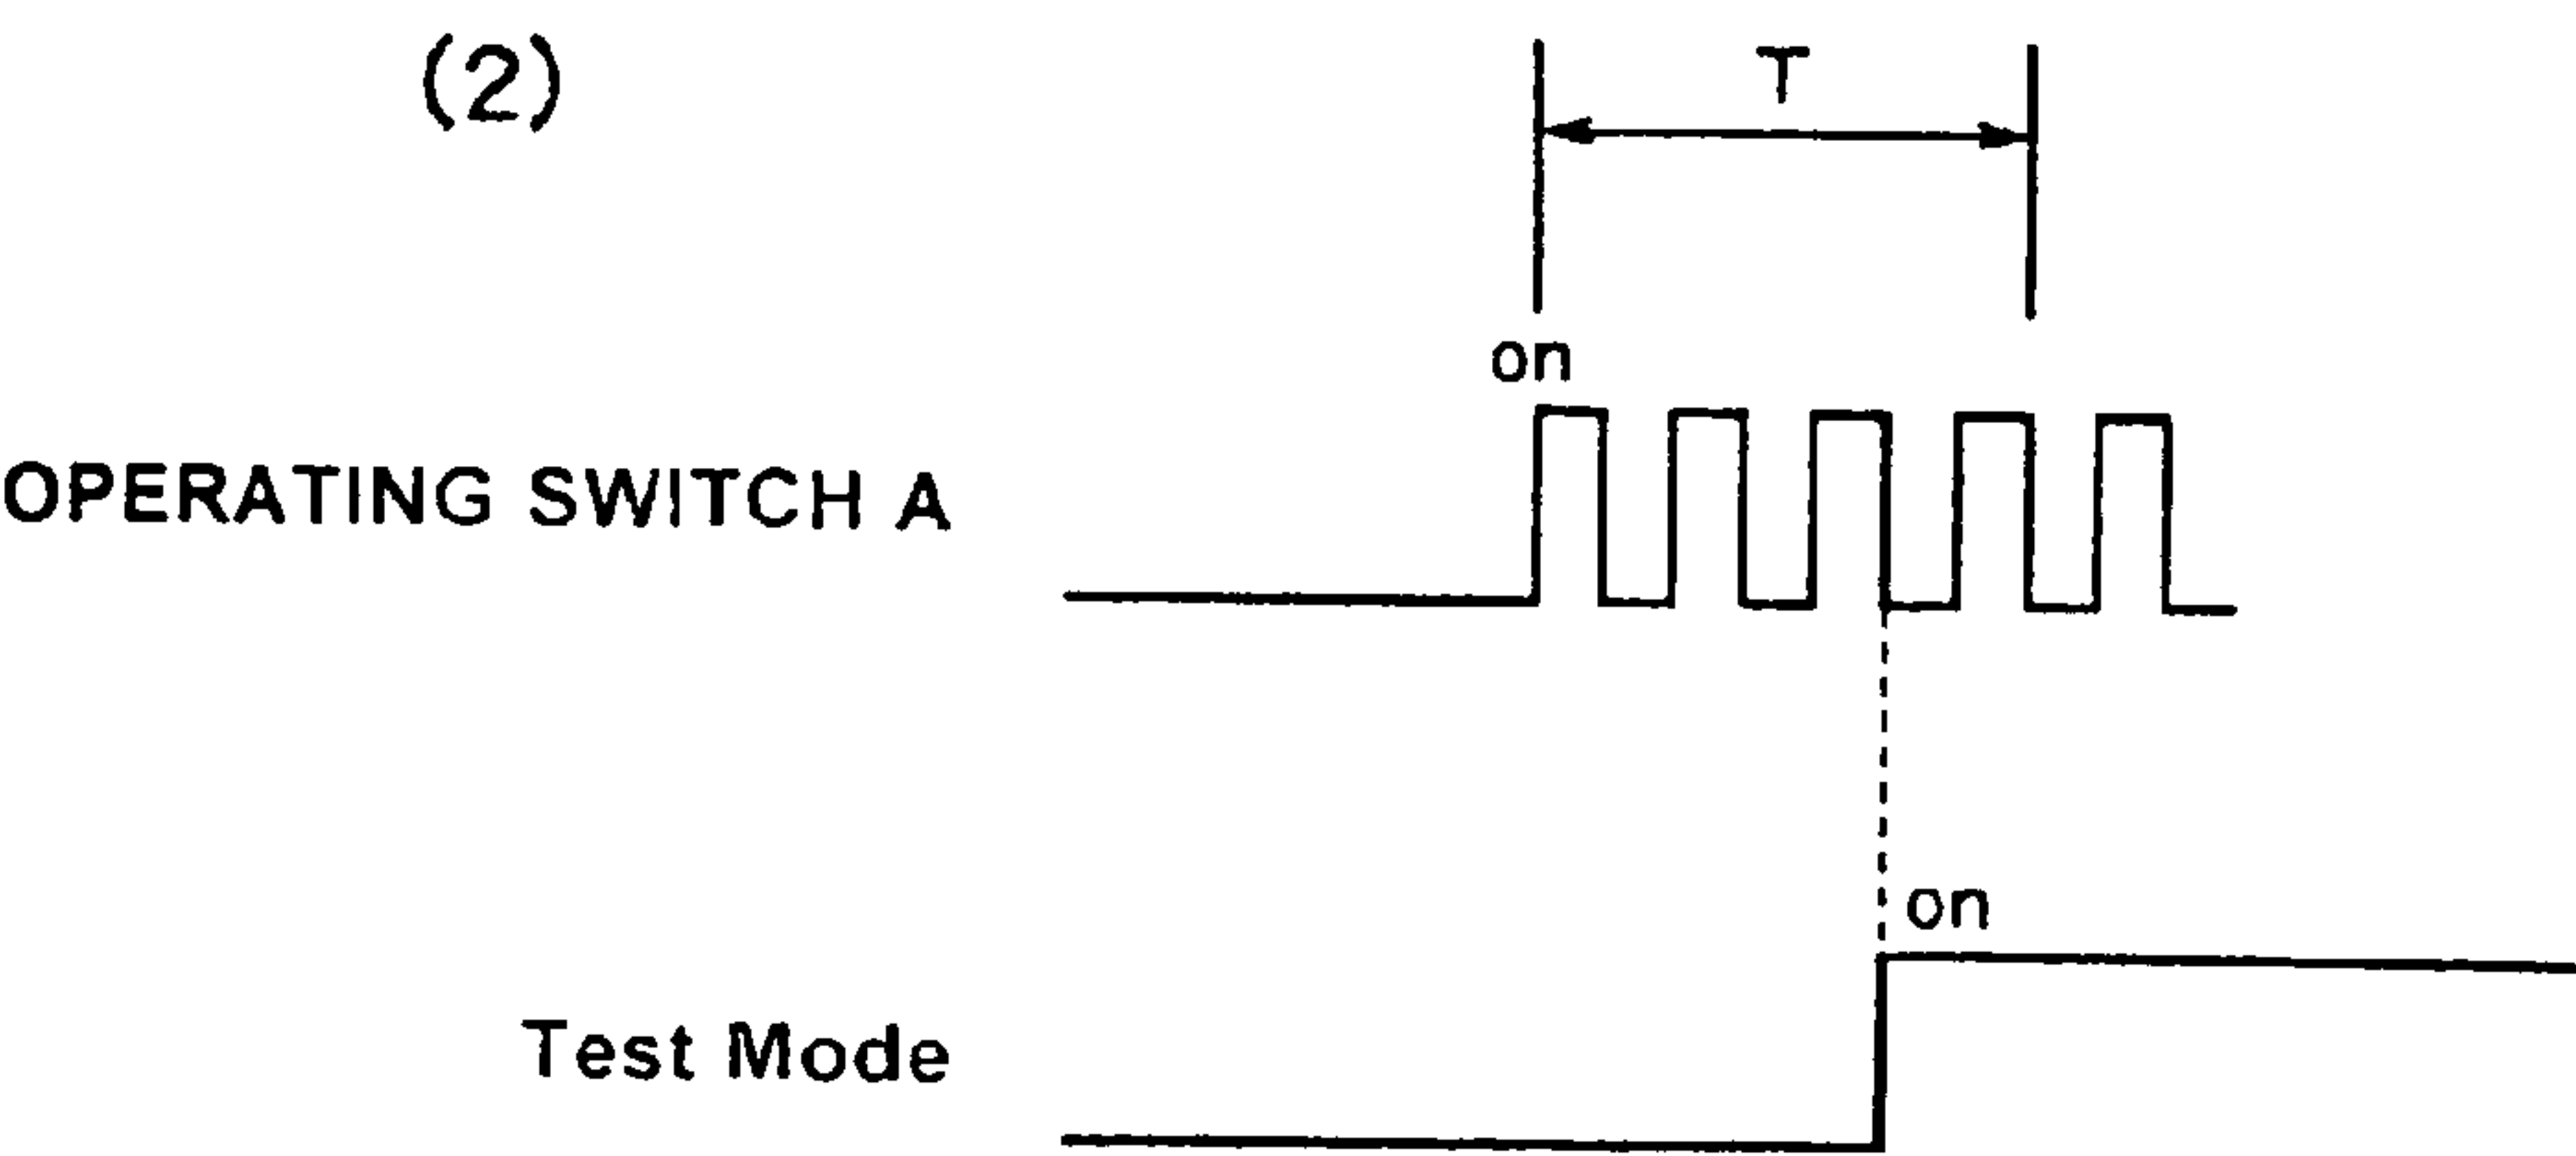 (2)
T
on
OPERATING SWITCH A
on
Test Mode